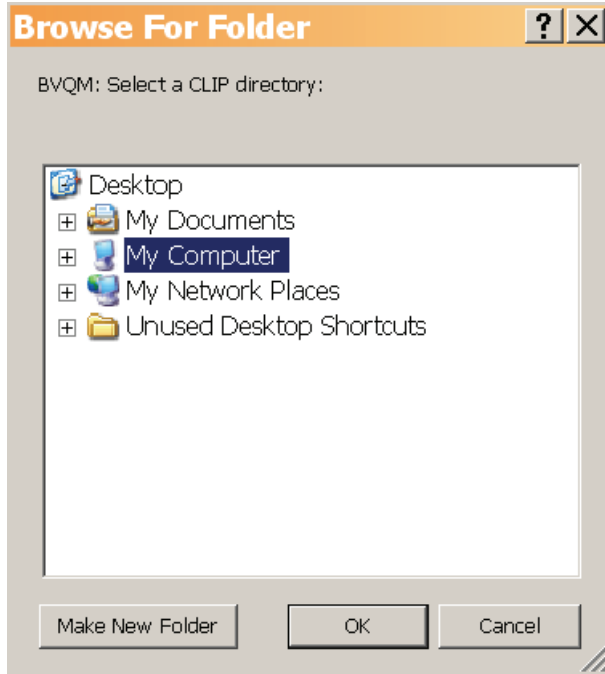 Browse For Folder
BVQM: Select a CLIP directory:
Desktop
My Documents
My Computer
My Network Places
Unused Desktop Shortcuts
Make New Folder OK Cancel